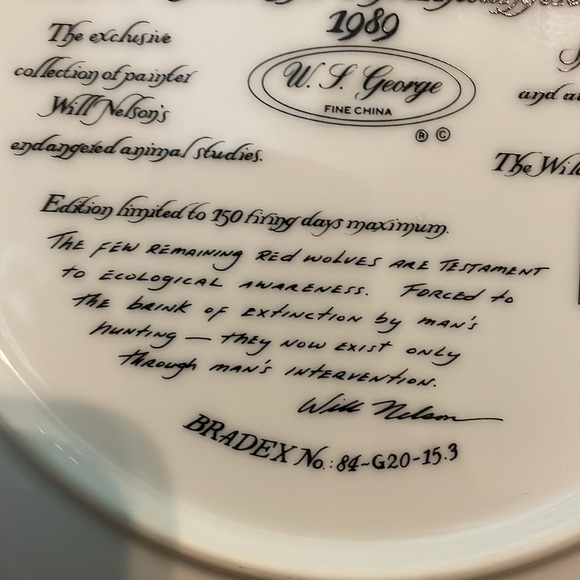 1989
The exclusive
collection of painter
Will Nelson's
endangered animal studies.
W. S. George
FINE CHINA
® ©
The
Edition limited to 150 firing days maximum.
THE FEW REMAINING RED WOLVES ARE TESTAMENT
TO ECOLOGICAL AWARENESS. FORCED TO
THE BRINK OF EXTINCTION BY MAN'S
HUNTING — THEY NOW EXIST ONLY
THROUGH MAN'S INTERVENTION.
Will Nelson
BRADEX No.: 84-G20-15.3